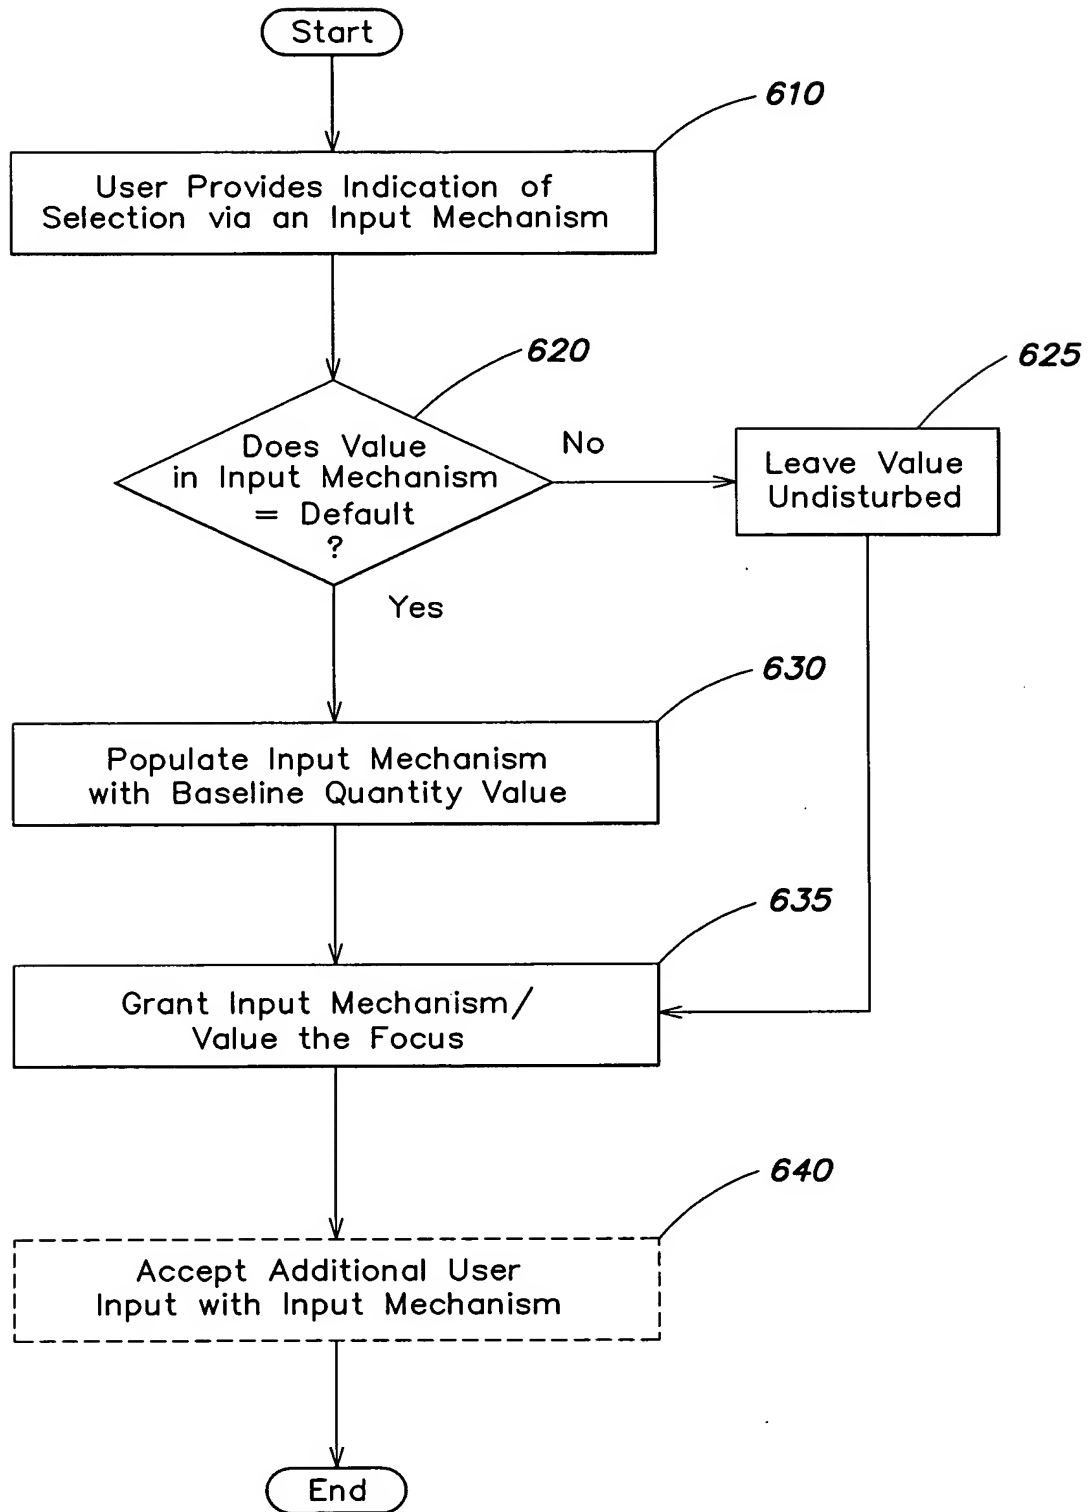 Start
610
User Provides Indication of
Selection via an Input Mechanism
620
625
Does Value
in Input Mechanism
= Default
?
No
Leave Value
Undisturbed
Yes
630
Populate Input Mechanism
with Baseline Quantity Value
635
Grant Input Mechanism/
Value the Focus
640
Accept Additional User
Input with Input Mechanism
End